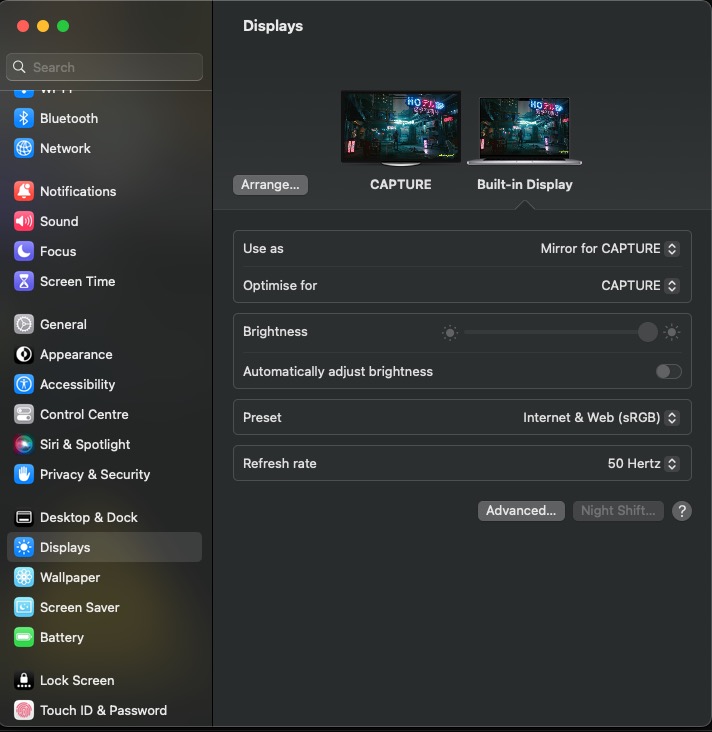 Displays
Search
Wi-Fi
Bluetooth
Network
Notifications
Sound
Focus
Screen Time
General
Appearance
Accessibility
Control Centre
Siri & Spotlight
Privacy & Security
Desktop & Dock
Displays
Wallpaper
Screen Saver
Battery
Lock Screen
Touch ID & Password
Arrange...
CAPTURE
Built-in Display
Use as Mirror for CAPTURE
Optimise for CAPTURE
Brightness
Automatically adjust brightness
Preset Internet & Web (sRGB)
Refresh rate 50 Hertz
Advanced... Night Shift... ?